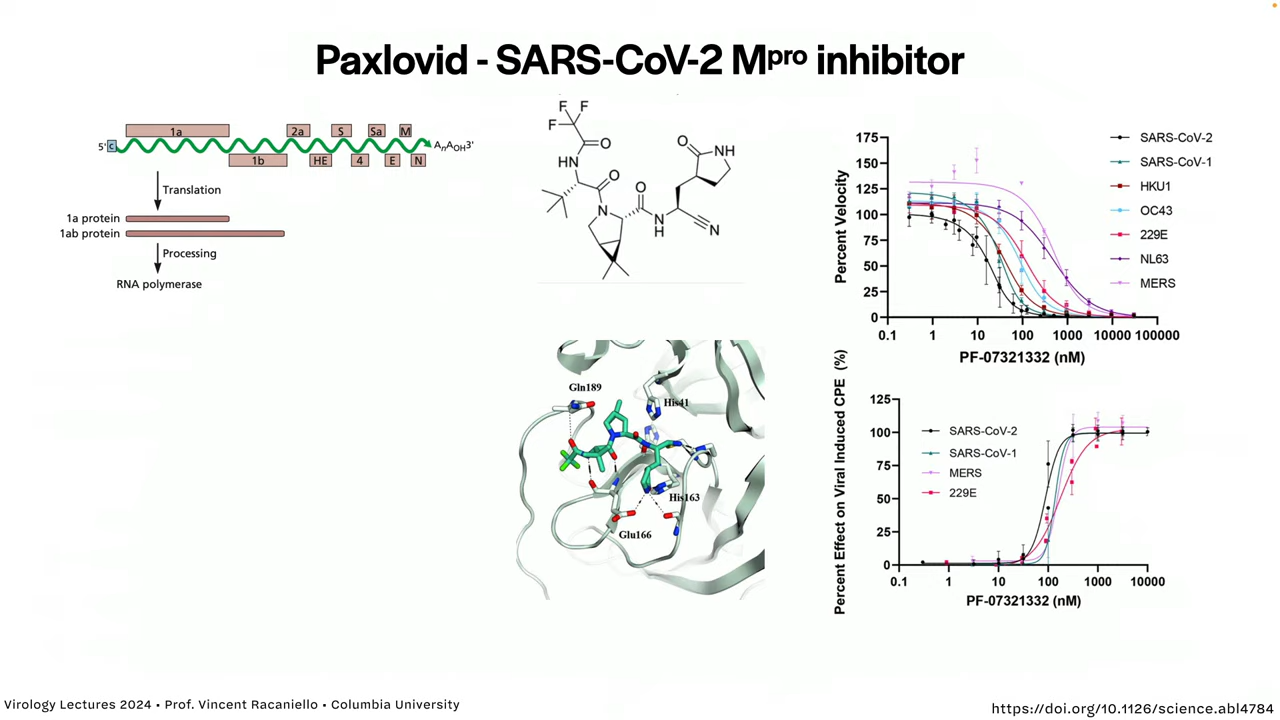 Paxlovid - SARS-CoV-2 Mᵖʳᵒ inhibitor
1a
2a
S
Sa
M
5'
c
AₙAOH3'
1b
HE
4
E
N
Translation
1a protein
1ab protein
Processing
RNA polymerase
F
F
F
O
HN
O
N
O
N
H
O
NH
N
Gln189
His41
His163
Glu166
Percent Velocity
175
150
125
100
75
50
25
0
0.1
1
10
100
1000
10000
100000
PF-07321332 (nM)
SARS-CoV-2
SARS-CoV-1
HKU1
OC43
229E
NL63
MERS
Percent Effect on Viral Induced CPE (%)
125
100
75
50
25
0
0.1
1
10
100
1000
10000
PF-07321332 (nM)
SARS-CoV-2
SARS-CoV-1
MERS
229E
Virology Lectures 2024 • Prof. Vincent Racaniello • Columbia University
https://doi.org/10.1126/science.abl4784